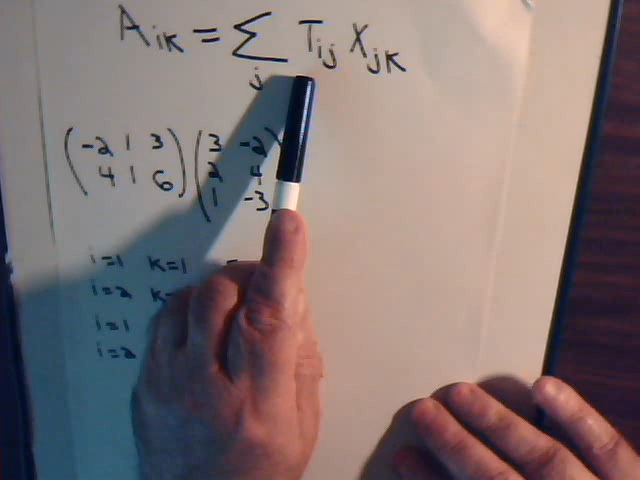 A_ik = ∑_j T_ij X_jk
(-2 1 3) (3 -2)
(4 1 6) (2 4)
(1 -3
i=1 k=1
i=2 k=
i=1
i=2